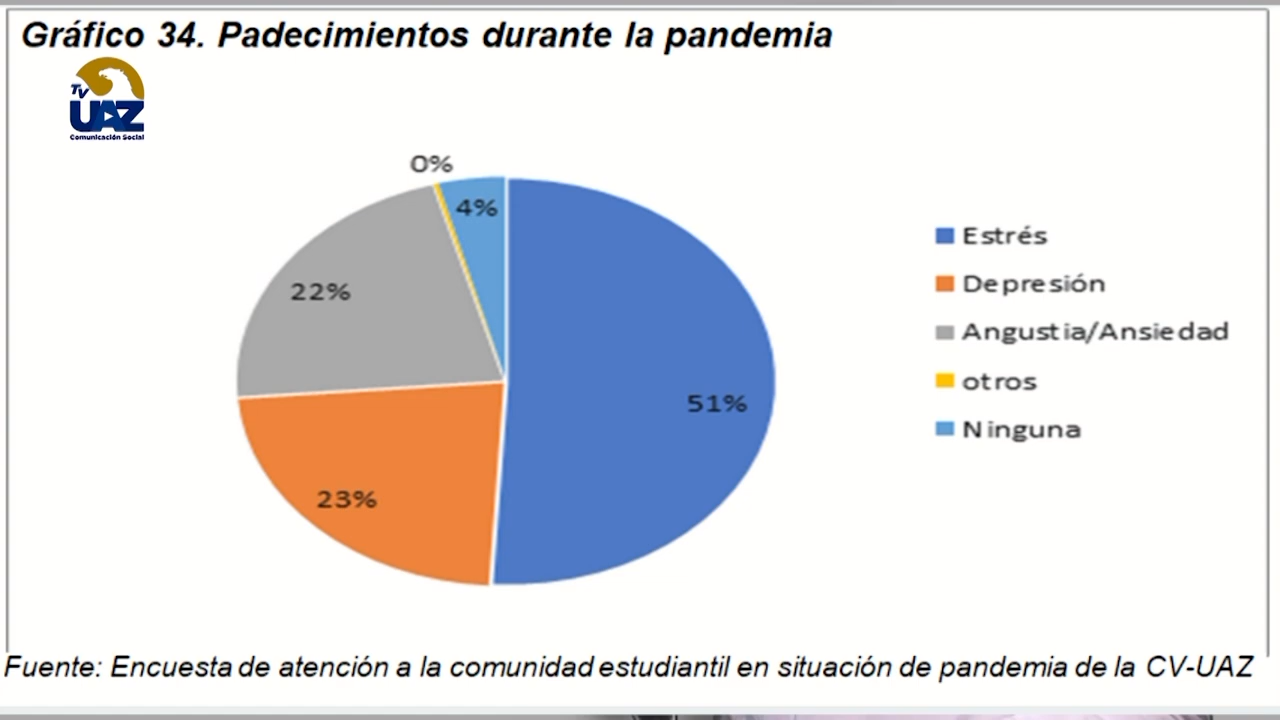 Gráfico 34. Padecimientos durante la pandemia
TV
UAZ
Comunicación Social
0%
4%
22%
51%
23%
Estrés
Depresión
Angustia/Ansiedad
otros
Ninguna
Fuente: Encuesta de atención a la comunidad estudiantil en situación de pandemia de la CV-UAZ